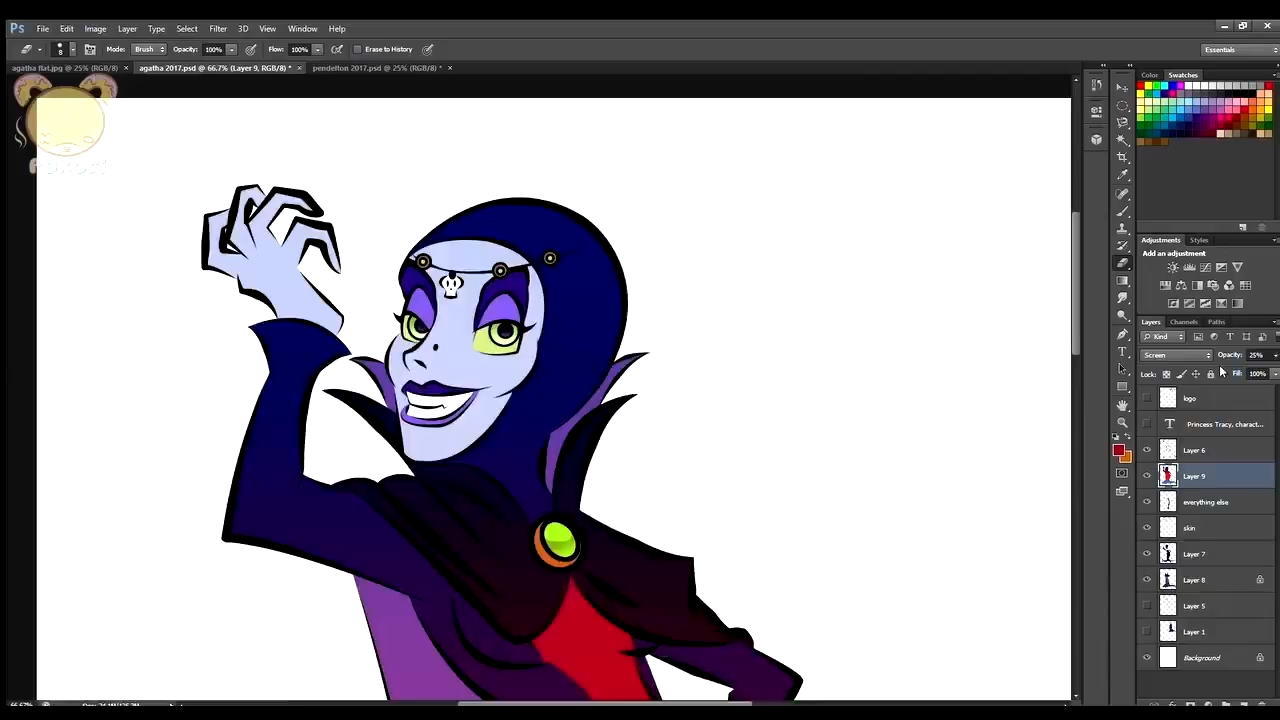 Ps File Edit Image Layer Type Select Filter 3D View Window Help
8 Mode: Brush Opacity: 100% Flow: 100% Erase to History Essentials
agatha flat.jpg @ 25% (RGB/8) × agatha 2017.psd @ 66.7% (Layer 9, RGB/8) * × pendelton 2017.psd @ 25% (RGB/8) * ×
Color Swatches
Adjustments Styles
Add an adjustment
Layers Channels Paths
Kind
Screen Opacity: 25%
Lock: Fill: 100%
logo
Princess Tracy, charact...
Layer 6
Layer 9
everything else
skin
Layer 7
Layer 8
Layer 5
Layer 1
Background